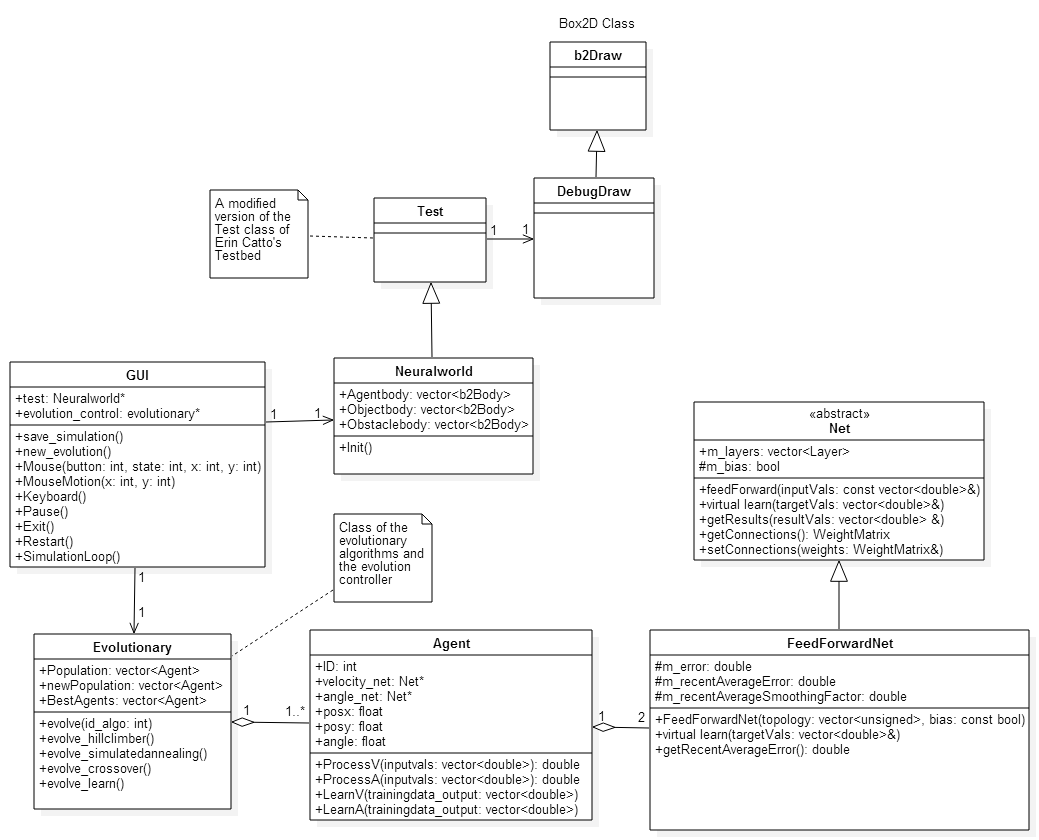 Box2D Class
b2Draw
DebugDraw
A modified
version of the
Test class of
Erin Catto's
Testbed
Test
1
1
GUI
+test: Neuralworld*
+evolution_control: evolutionary*
+save_simulation()
+new_evolution()
+Mouse(button: int, state: int, x: int, y: int)
+MouseMotion(x: int, y: int)
+Keyboard()
+Pause()
+Exit()
+Restart()
+SimulationLoop()
1
1
Neuralworld
+Agentbody: vector<b2Body>
+Objectbody: vector<b2Body>
+Obstaclebody: vector<b2Body>
+Init()
«abstract»
Net
+m_layers: vector<Layer>
#m_bias: bool
+feedForward(inputVals: const vector<double>&)
+virtual learn(targetVals: vector<double>&)
+getResults(resultVals: vector<double> &)
+getConnections(): WeightMatrix
+setConnections(weights: WeightMatrix&)
Class of the
evolutionary
algorithms and
the evolution
controller
1
1
Evolutionary
+Population: vector<Agent>
+newPopulation: vector<Agent>
+BestAgents: vector<Agent>
+evolve(id_algo: int)
+evolve_hillclimber()
+evolve_simulatedannealing()
+evolve_crossover()
+evolve_learn()
1
1..*
Agent
+ID: int
+velocity_net: Net*
+angle_net: Net*
+posx: float
+posy: float
+angle: float
+ProcessV(inputvals: vector<double>): double
+ProcessA(inputvals: vector<double>): double
+LearnV(trainingdata_output: vector<double>)
+LearnA(trainingdata_output: vector<double>)
1
2
FeedForwardNet
#m_error: double
#m_recentAverageError: double
#m_recentAverageSmoothingFactor: double
+FeedForwardNet(topology: vector<unsigned>, bias: const bool)
+virtual learn(targetVals: vector<double>&)
+getRecentAverageError(): double